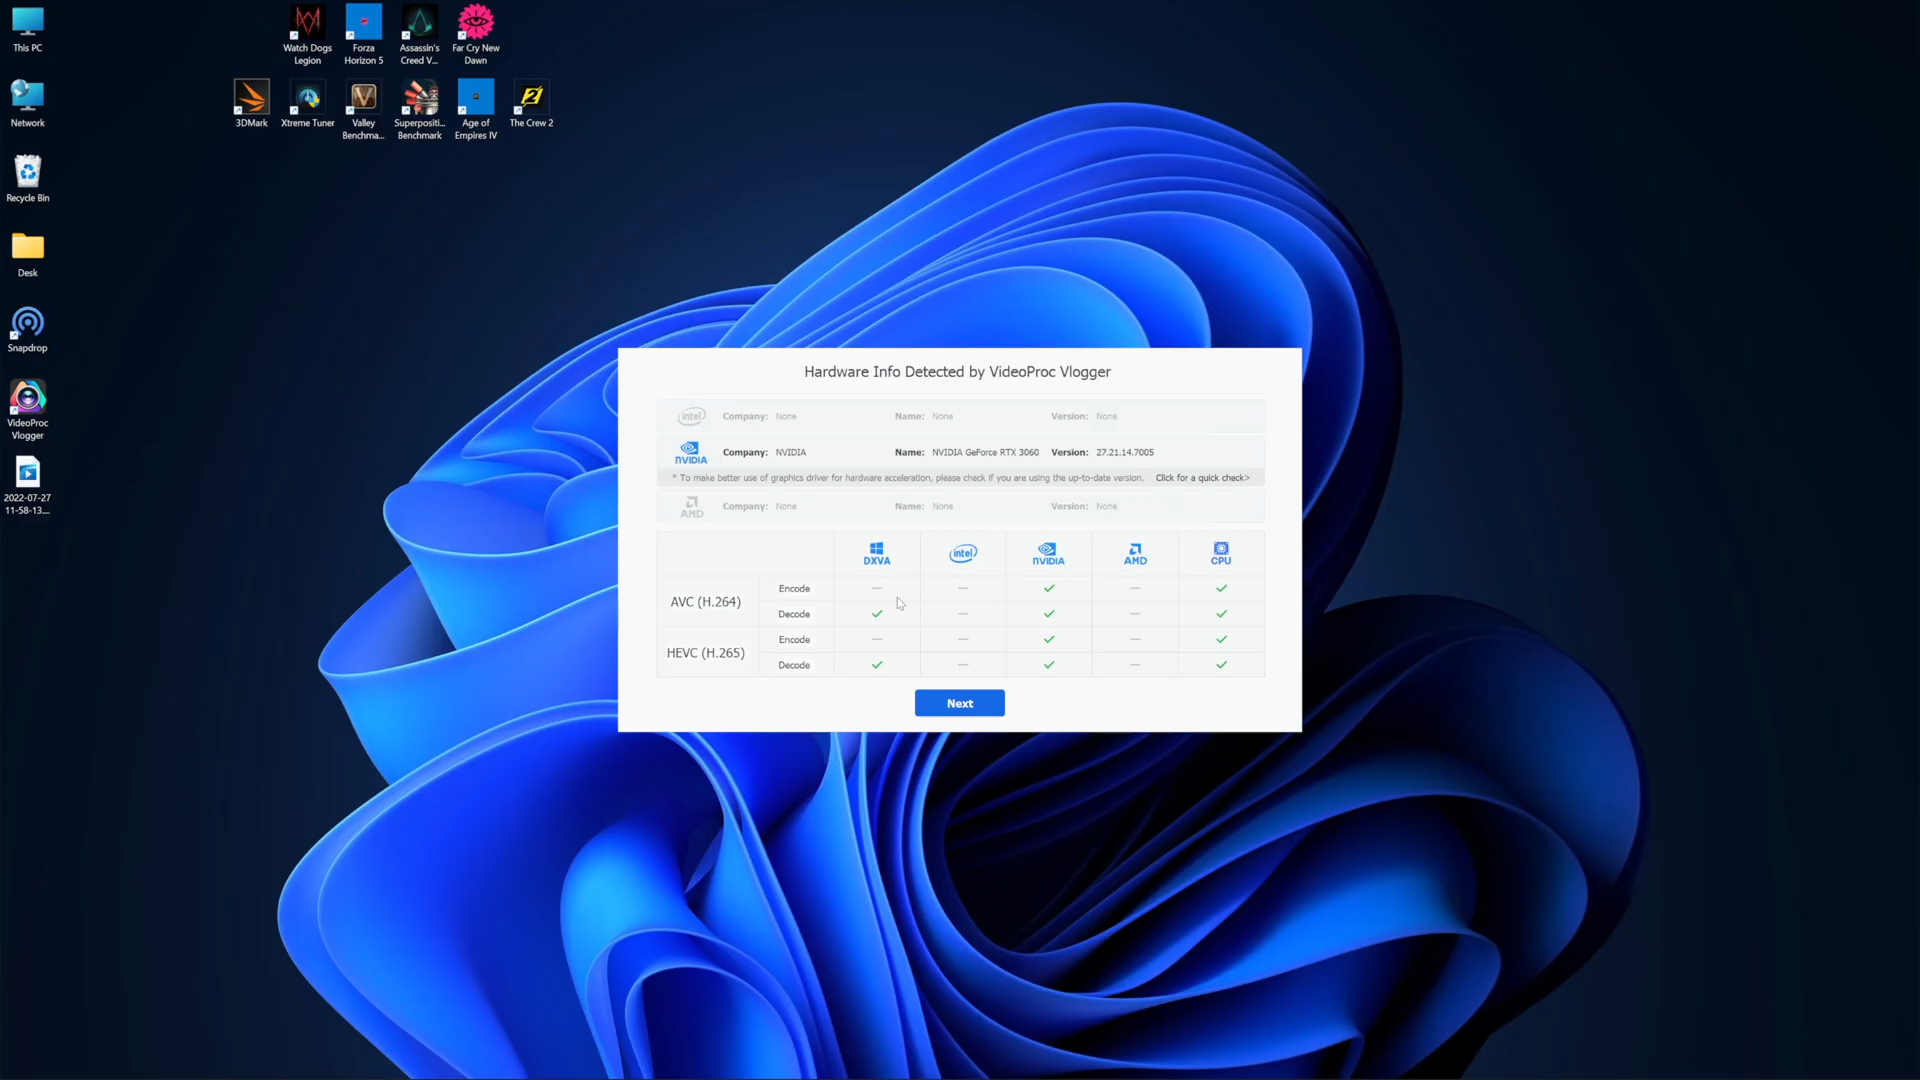 This PC
Watch Dogs
Legion
Forza
Horizon 5
Assassin's
Creed V...
Far Cry New
Dawn
Network
3DMark
Xtreme Tuner
Valley
Benchma...
Superpositi...
Benchmark
Age of
Empires IV
The Crew 2
Recycle Bin
Desk
Snapdrop
VideoProc
Vlogger
2022-07-27
11-58-13....
Hardware Info Detected by VideoProc Vlogger
intel Company: None Name: None Version: None
NVIDIA Company: NVIDIA Name: NVIDIA GeForce RTX 3060 Version: 27.21.14.7005
* To make better use of graphics driver for hardware acceleration, please check if you are using the up-to-date version. Click for a quick check>
AMD Company: None Name: None Version: None
DXVA intel NVIDIA AMD CPU
AVC (H.264)
Encode — — ✓ — ✓
Decode ✓ — ✓ — ✓
HEVC (H.265)
Encode — — ✓ — ✓
Decode ✓ — ✓ — ✓
Next